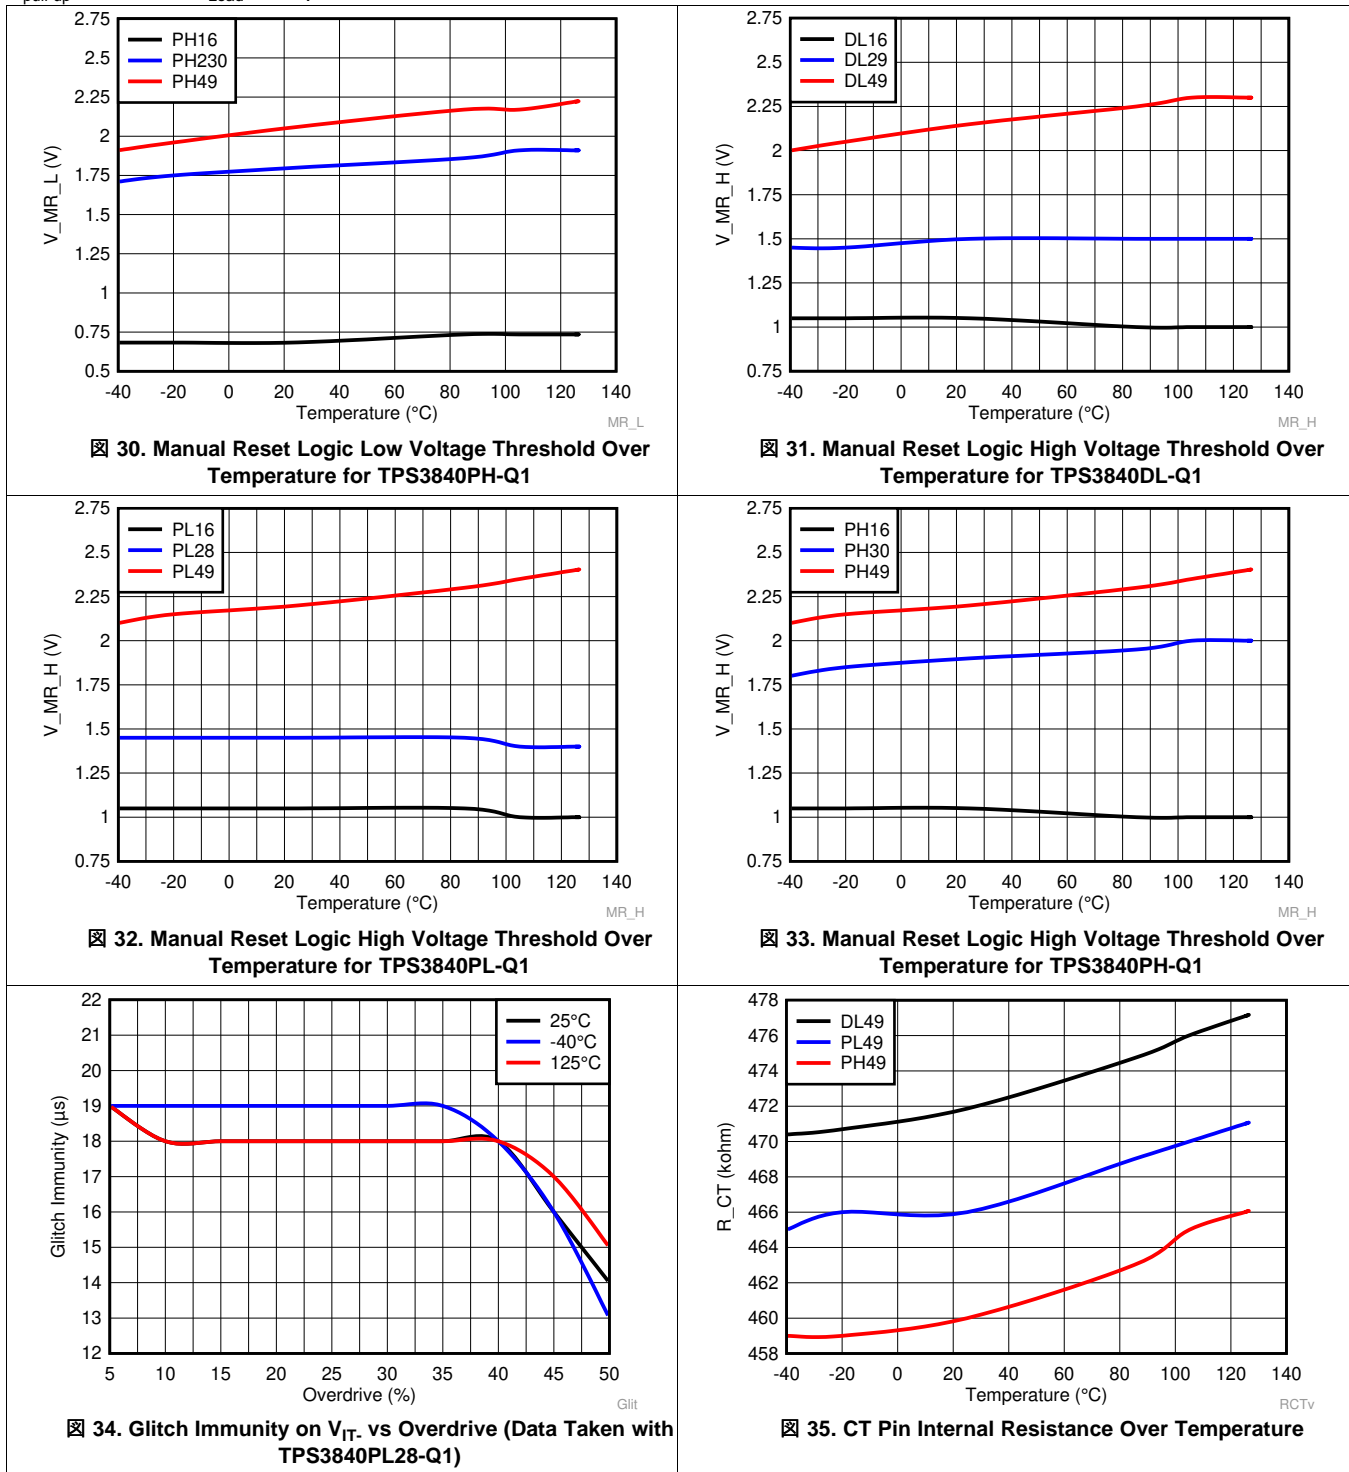 2.75
2.5
2.25
2
1.75
1.5
1.25
1
0.75
0.5
V_MR_L (V)
PH16
PH230
PH49
-40 -20 0 20 40 60 80 100 120 140
Temperature (°C)
MR_L
図 30. Manual Reset Logic Low Voltage Threshold Over
Temperature for TPS3840PH-Q1
2.75
2.5
2.25
2
1.75
1.5
1.25
1
0.75
V_MR_H (V)
DL16
DL29
DL49
-40 -20 0 20 40 60 80 100 120 140
Temperature (°C)
MR_H
図 31. Manual Reset Logic High Voltage Threshold Over
Temperature for TPS3840DL-Q1
2.75
2.5
2.25
2
1.75
1.5
1.25
1
0.75
V_MR_H (V)
PL16
PL28
PL49
-40 -20 0 20 40 60 80 100 120 140
Temperature (°C)
MR_H
図 32. Manual Reset Logic High Voltage Threshold Over
Temperature for TPS3840PL-Q1
2.75
2.5
2.25
2
1.75
1.5
1.25
1
0.75
V_MR_H (V)
PH16
PH30
PH49
-40 -20 0 20 40 60 80 100 120 140
Temperature (°C)
MR_H
図 33. Manual Reset Logic High Voltage Threshold Over
Temperature for TPS3840PH-Q1
22
21
20
19
18
17
16
15
14
13
12
Glitch Immunity (µs)
25°C
-40°C
125°C
5 10 15 20 25 30 35 40 45 50
Overdrive (%)
Glit
図 34. Glitch Immunity on VIT- vs Overdrive (Data Taken with
TPS3840PL28-Q1)
478
476
474
472
470
468
466
464
462
460
458
R_CT (kohm)
DL49
PL49
PH49
-40 -20 0 20 40 60 80 100 120 140
Temperature (°C)
RCTv
図 35. CT Pin Internal Resistance Over Temperature